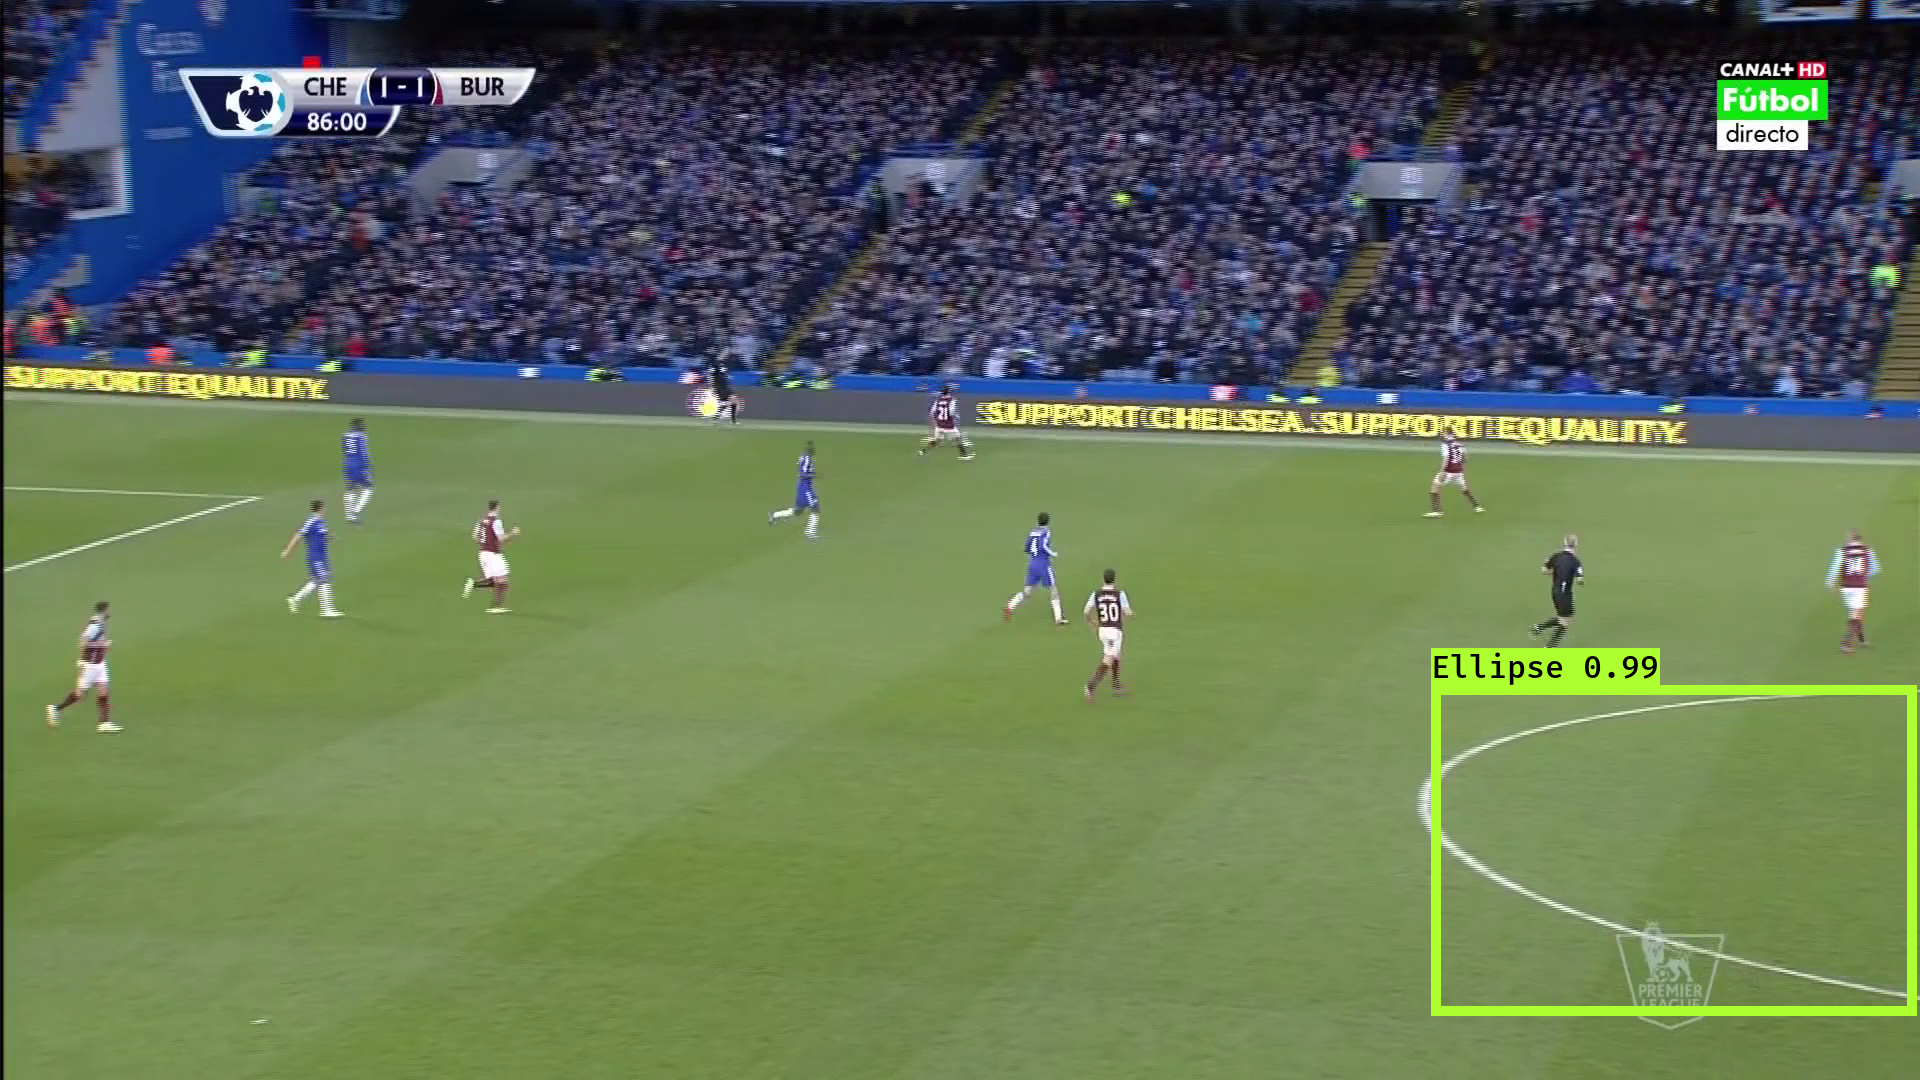 CHE 1 - 1 BUR
86:00
CANAL+ HD
Fútbol
directo
SUPPORT EQUALITY.
SUPPORT CHELSEA. SUPPORT EQUALITY.
21
4
30
Ellipse 0.99
PREMIER
LEAGUE